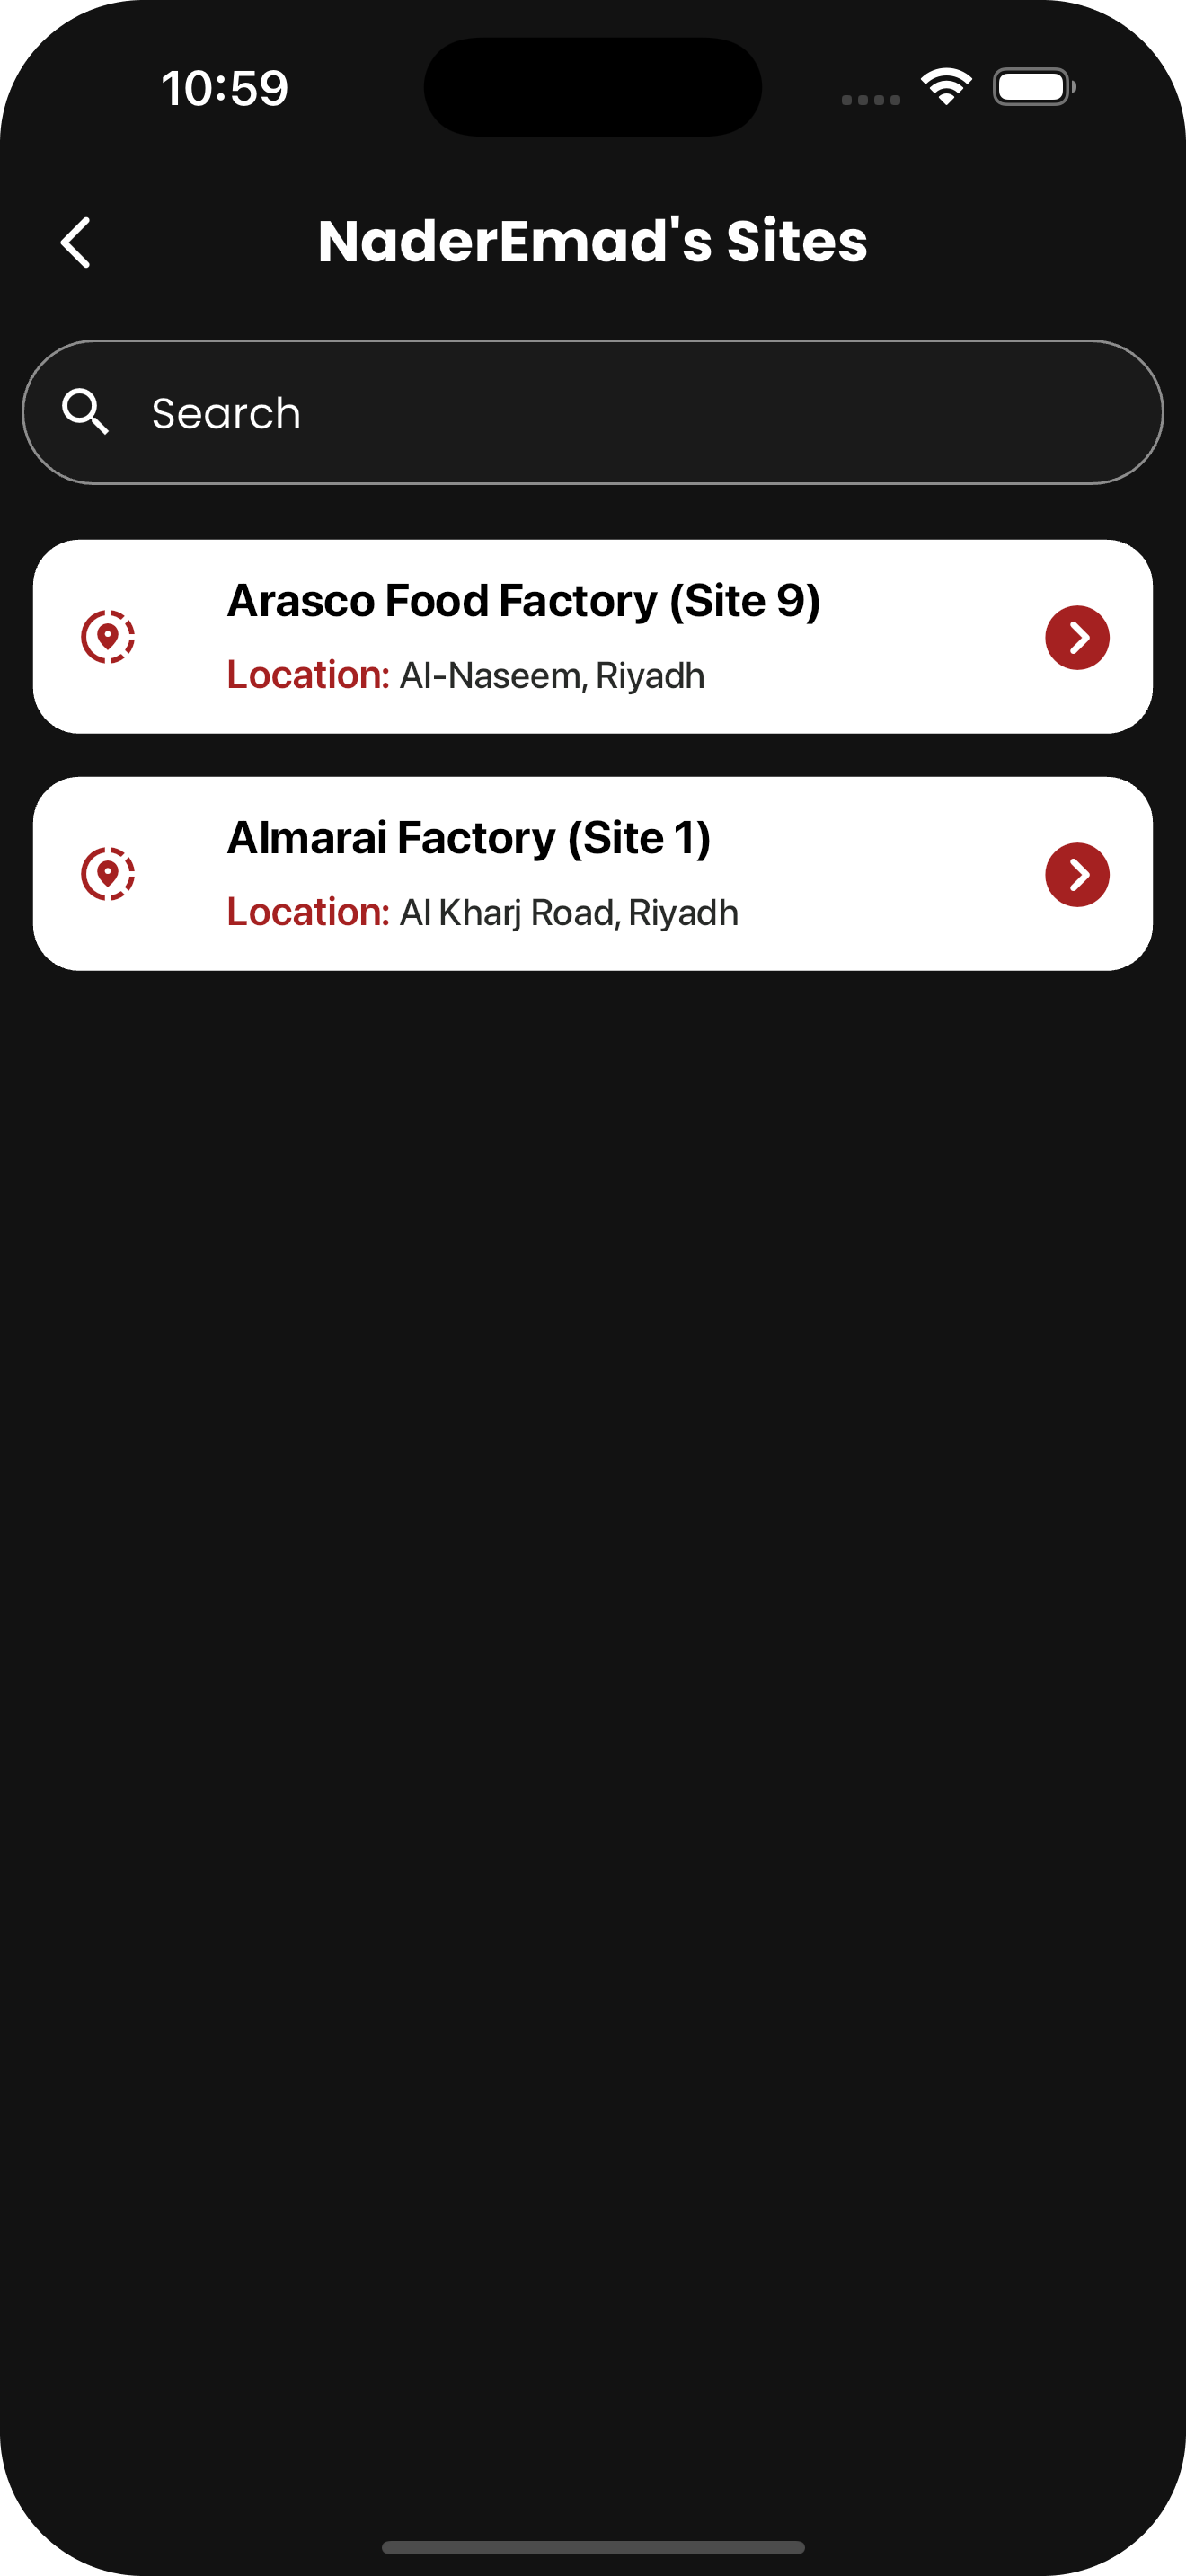 10:59
NaderEmad's Sites
Search
Arasco Food Factory (Site 9)
Location: Al-Naseem, Riyadh
Almarai Factory (Site 1)
Location: Al Kharj Road, Riyadh